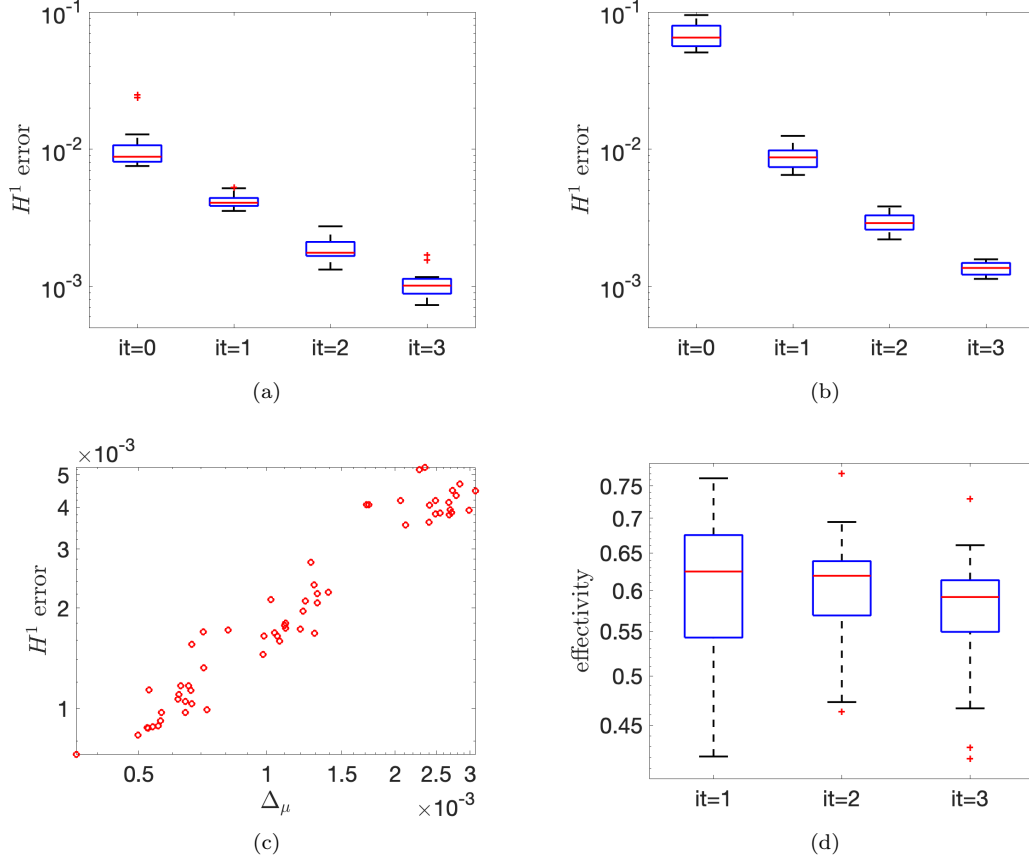 10^-1
10^-2
10^-3
H^1 error
it=0 it=1 it=2 it=3
(a)
10^-1
10^-2
10^-3
H^1 error
it=0 it=1 it=2 it=3
(b)
×10^-3
5
4
3
2
1
H^1 error
0.5 1 1.5 2 2.5 3
Δ_μ
×10^-3
(c)
0.75
0.7
0.65
0.6
0.55
0.5
0.45
effectivity
it=1 it=2 it=3
(d)